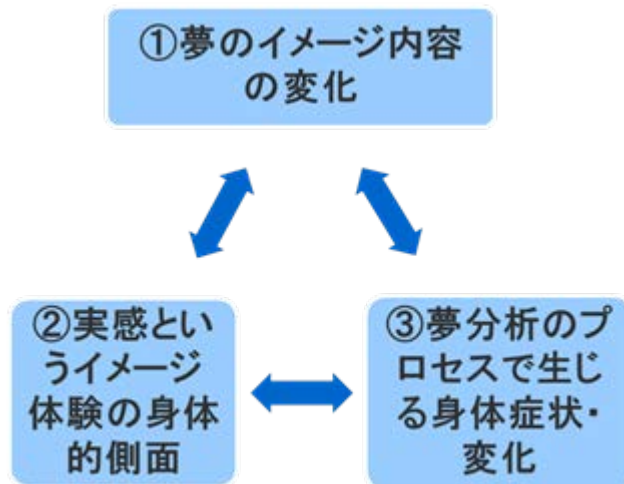 ①夢のイメージ内容
の変化
②実感とい
うイメージ
体験の身体
的側面
③夢分析のプ
ロセスで生じ
る身体症状・
変化